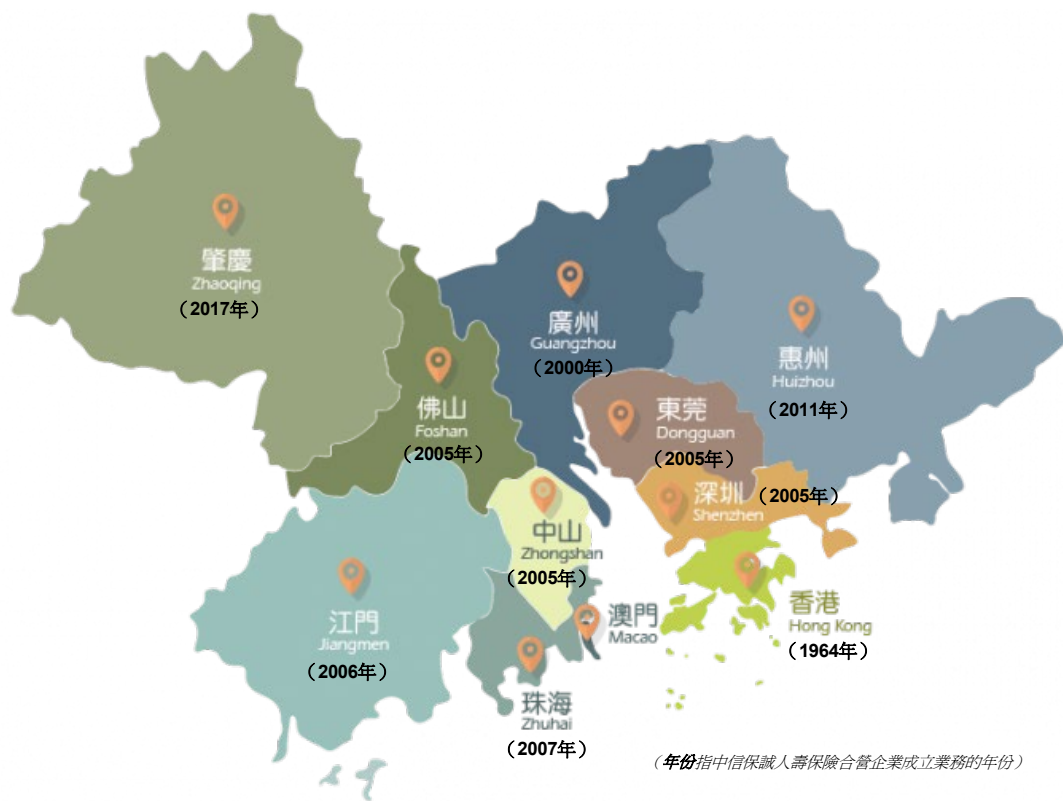 肇慶
Zhaoqing
（2017年）
廣州
Guangzhou
（2000年）
惠州
Huizhou
（2011年）
佛山
Foshan
（2005年）
東莞
Dongguan
（2005年）
深圳
Shenzhen
（2005年）
中山
Zhongshan
（2005年）
江門
Jiangmen
（2006年）
澳門
Macao
香港
Hong Kong
（1964年）
珠海
Zhuhai
（2007年）
（年份指中信保誠人壽保險合營企業成立業務的年份）